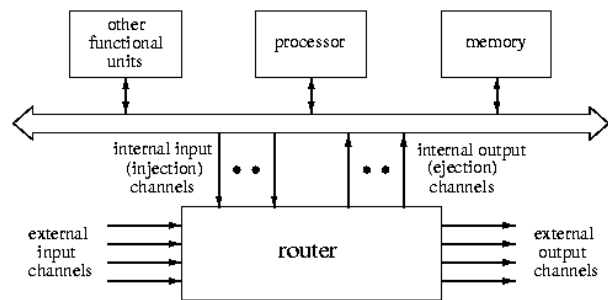 other
functional
units
processor
memory
internal input
(injection)
channels
internal output
(ejection)
channels
external
input
channels
router
external
output
channels